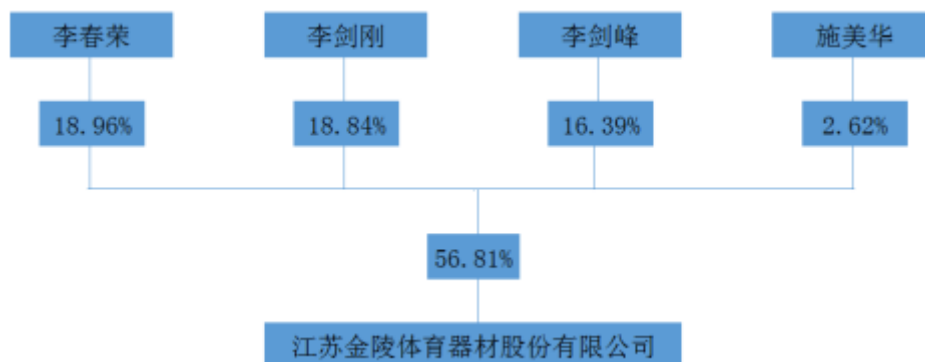 李春荣 李剑刚 李剑峰 施美华
18.96% 18.84% 16.39% 2.62%
56.81%
江苏金陵体育器材股份有限公司